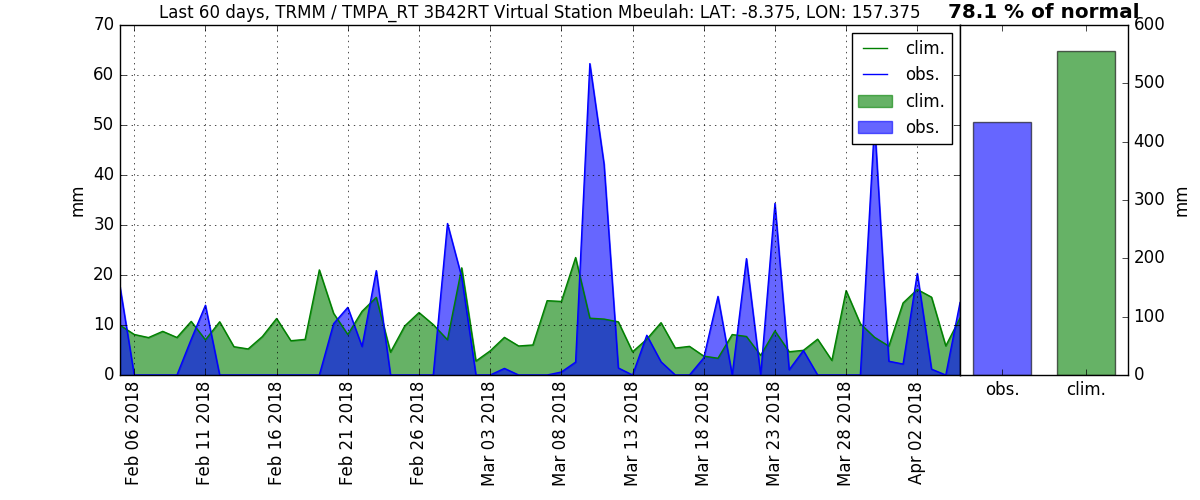 Last 60 days, TRMM / TMPA_RT 3B42RT Virtual Station Mbeulah: LAT: -8.375, LON: 157.375
78.1 % of normal
70
60
50
40
30
20
10
0
mm
clim.
obs.
clim.
obs.
600
500
400
300
200
100
0
mm
obs.
clim.
Feb 06 2018
Feb 11 2018
Feb 16 2018
Feb 21 2018
Feb 26 2018
Mar 03 2018
Mar 08 2018
Mar 13 2018
Mar 18 2018
Mar 23 2018
Mar 28 2018
Apr 02 2018